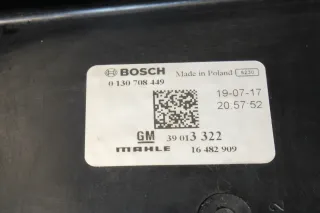 BOSCH Made in Poland 6210
0 130 708 449
19-07-17
20:57:52
GM 39 013 322
MAHLE 16 482 909